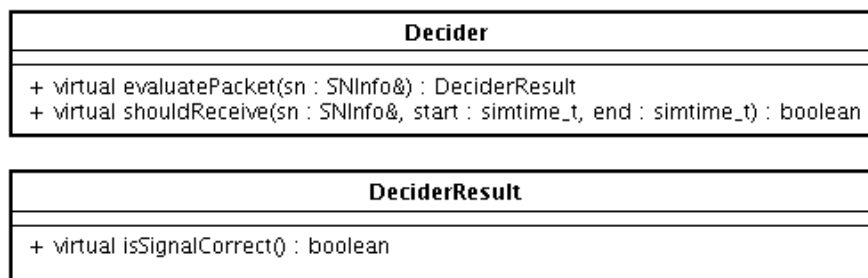 Decider
+ virtual evaluatePacket(sn : SNInfo&) : DeciderResult
+ virtual shouldReceive(sn : SNInfo&, start : simtime_t, end : simtime_t) : boolean
DeciderResult
+ virtual isSignalCorrect() : boolean